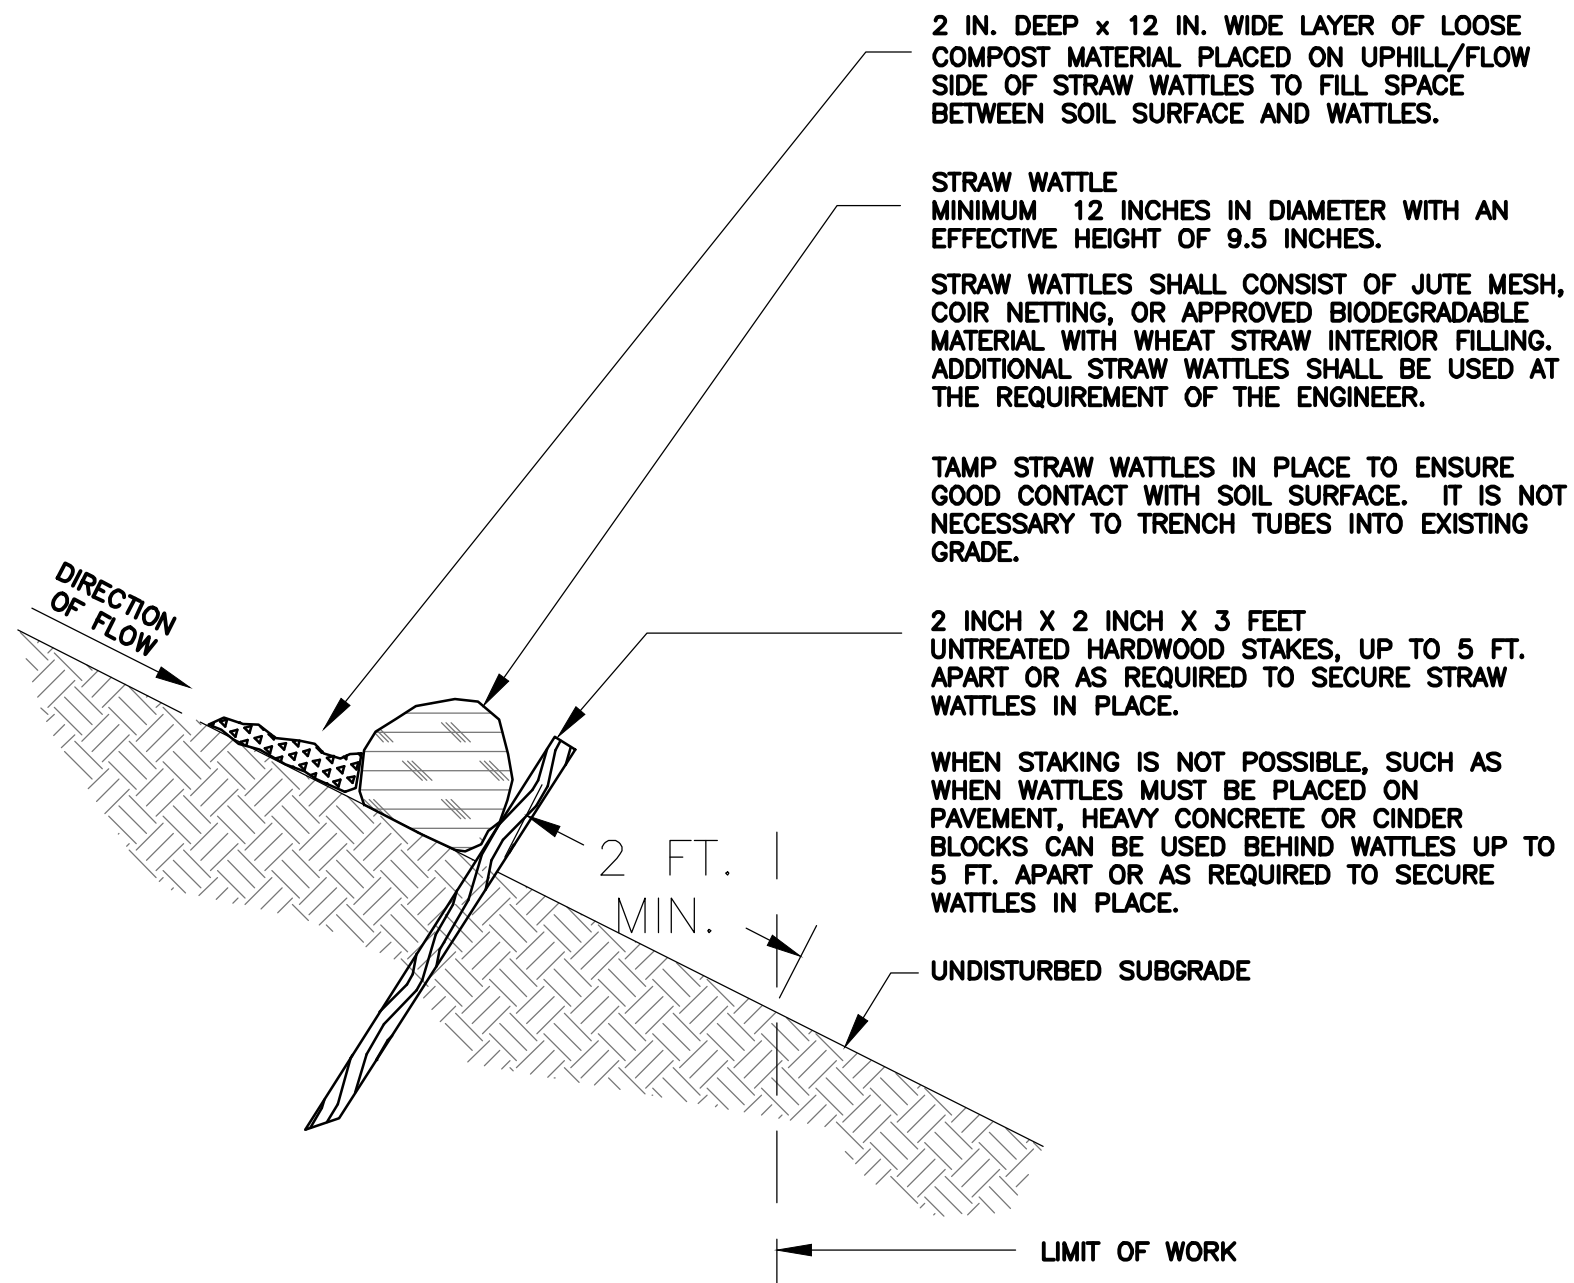 2 IN. DEEP x 12 IN. WIDE LAYER OF LOOSE
COMPOST MATERIAL PLACED ON UPHILL/FLOW
SIDE OF STRAW WATTLES TO FILL SPACE
BETWEEN SOIL SURFACE AND WATTLES.
STRAW WATTLE
MINIMUM 12 INCHES IN DIAMETER WITH AN
EFFECTIVE HEIGHT OF 9.5 INCHES.
STRAW WATTLES SHALL CONSIST OF JUTE MESH,
COIR NETTING, OR APPROVED BIODEGRADABLE
MATERIAL WITH WHEAT STRAW INTERIOR FILLING.
ADDITIONAL STRAW WATTLES SHALL BE USED AT
THE REQUIREMENT OF THE ENGINEER.
TAMP STRAW WATTLES IN PLACE TO ENSURE
GOOD CONTACT WITH SOIL SURFACE. IT IS NOT
NECESSARY TO TRENCH TUBES INTO EXISTING
GRADE.
DIRECTION
OF FLOW
2 INCH X 2 INCH X 3 FEET
UNTREATED HARDWOOD STAKES, UP TO 5 FT.
APART OR AS REQUIRED TO SECURE STRAW
WATTLES IN PLACE.
WHEN STAKING IS NOT POSSIBLE, SUCH AS
WHEN WATTLES MUST BE PLACED ON
PAVEMENT, HEAVY CONCRETE OR CINDER
BLOCKS CAN BE USED BEHIND WATTLES UP TO
5 FT. APART OR AS REQUIRED TO SECURE
WATTLES IN PLACE.
2 FT.
MIN.
UNDISTURBED SUBGRADE
LIMIT OF WORK